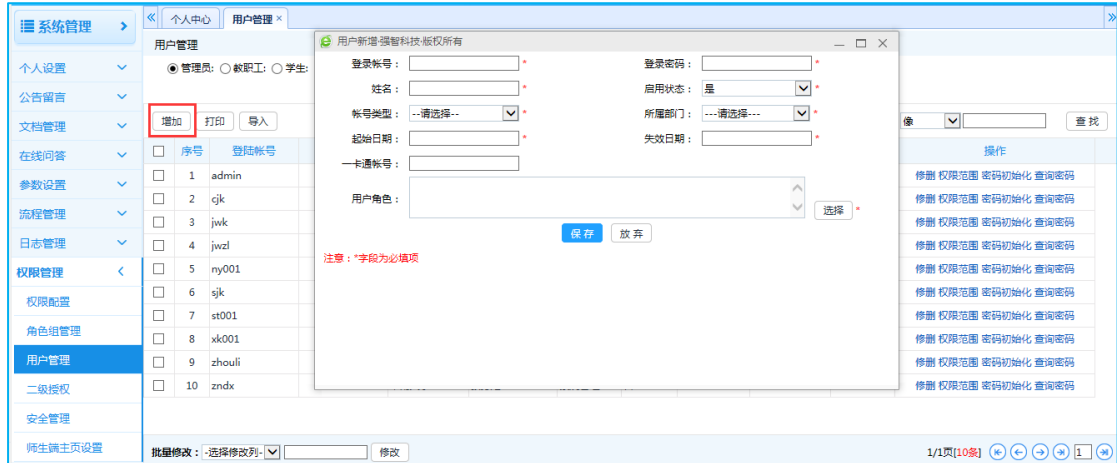 系统管理
个人中心 用户管理 ×
用户管理
管理员: 教职工: 学生:
个人设置
公告留言
文档管理
在线问答
参数设置
流程管理
日志管理
权限管理
权限配置
角色组管理
用户管理
二级授权
安全管理
师生端主页设置
增加 打印 导入
像 查 找
序号 登陆帐号 操作
1 admin 修删 权限范围 密码初始化 查询密码
2 cjk 修删 权限范围 密码初始化 查询密码
3 jwk 修删 权限范围 密码初始化 查询密码
4 jwzl 修删 权限范围 密码初始化 查询密码
5 ny001 修删 权限范围 密码初始化 查询密码
6 sjk 修删 权限范围 密码初始化 查询密码
7 st001 修删 权限范围 密码初始化 查询密码
8 xk001 修删 权限范围 密码初始化 查询密码
9 zhouli 修删 权限范围 密码初始化 查询密码
10 zndx 修删 权限范围 密码初始化 查询密码
用户新增-强智科技-版权所有
登录帐号： * 登录密码： *
姓名： * 启用状态： 是 *
帐号类型： --请选择-- * 所属部门： ---请选择--- *
起始日期： * 失效日期： *
一卡通帐号：
用户角色： 选择 *
保 存 放 弃
注意：*字段为必填项
批量修改： -选择修改列- 修改
1/1页[10条] 1